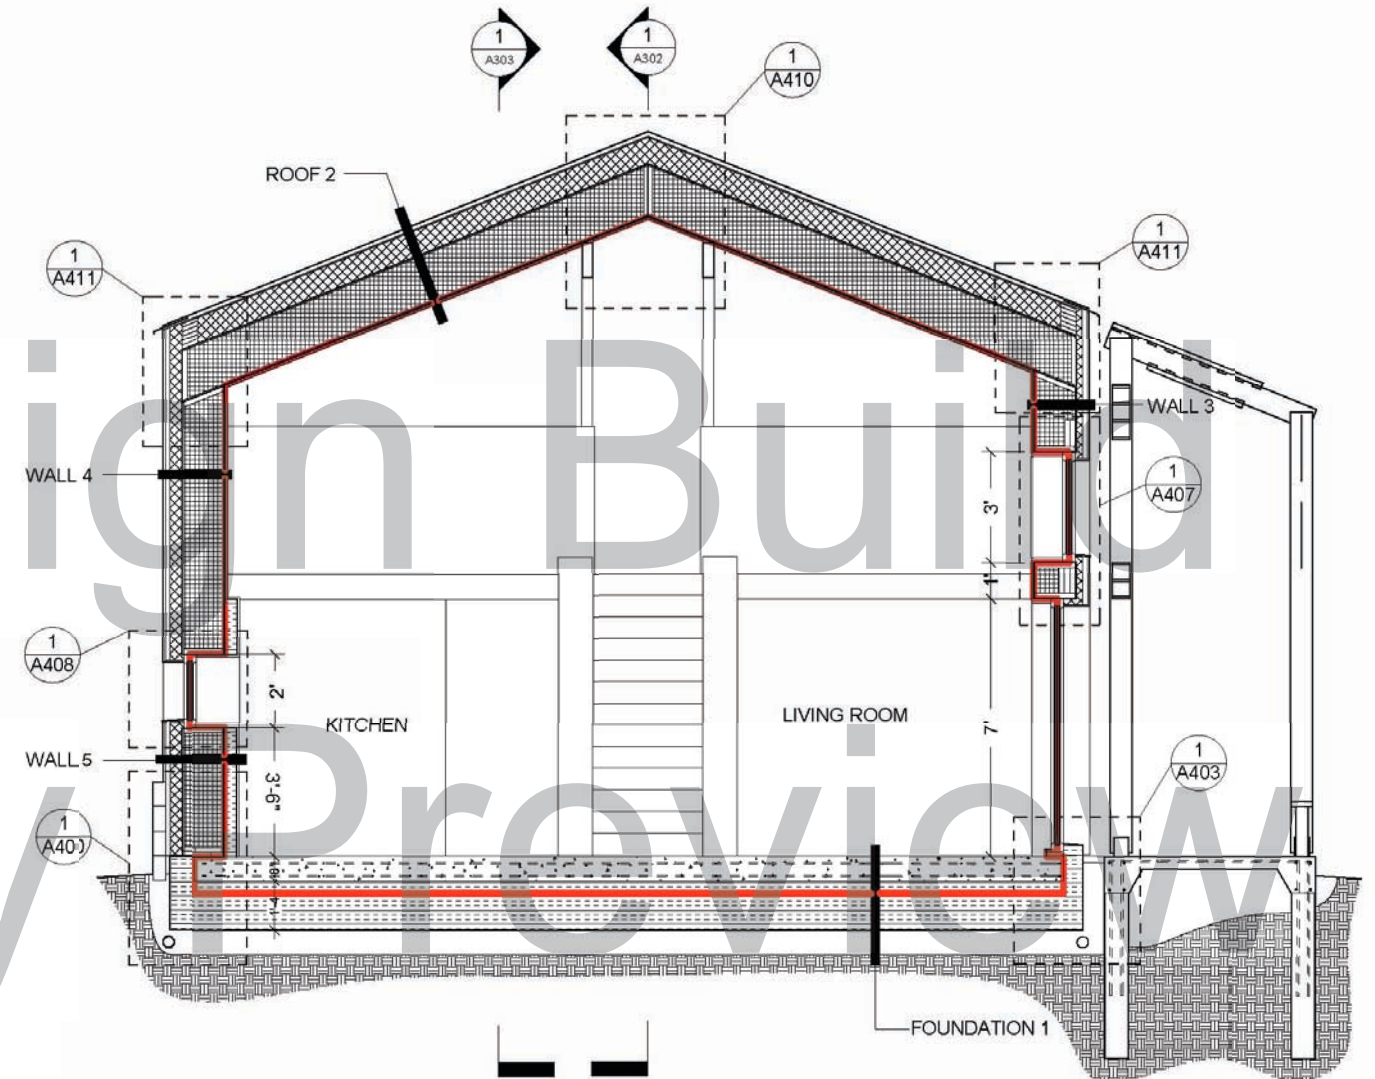 1
A303
1
A302
1
A410
ROOF 2
1
A411
1
A411
ign Build
WALL 3
WALL 4
1
A407
3'
1'
1
A408
2'
KITCHEN
LIVING ROOM
7'
WALL 5
3'-6"
1
A403
1
y Preview
FOUNDATION 1